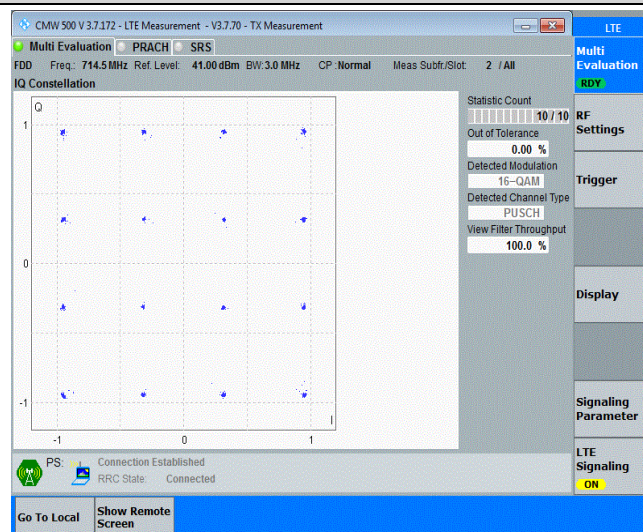 CMW 500 V 3.7.172 - LTE Measurement - V3.7.70 - TX Measurement
LTE
Multi Evaluation PRACH SRS
FDD Freq.: 714.5 MHz Ref. Level: 41.00 dBm BW: 3.0 MHz CP : Normal Meas Subfr./Slot: 2 / All
IQ Constellation
Q
1
0
-1
I
-1 0 1
Statistic Count
10 / 10
Out of Tolerance
0.00 %
Detected Modulation
16-QAM
Detected Channel Type
PUSCH
View Filter Throughput
100.0 %
Multi
Evaluation
RDY
RF
Settings
Trigger
Display
Signaling
Parameter
LTE
Signaling
ON
PS: Connection Established
RRC State: Connected
Go To Local
Show Remote
Screen